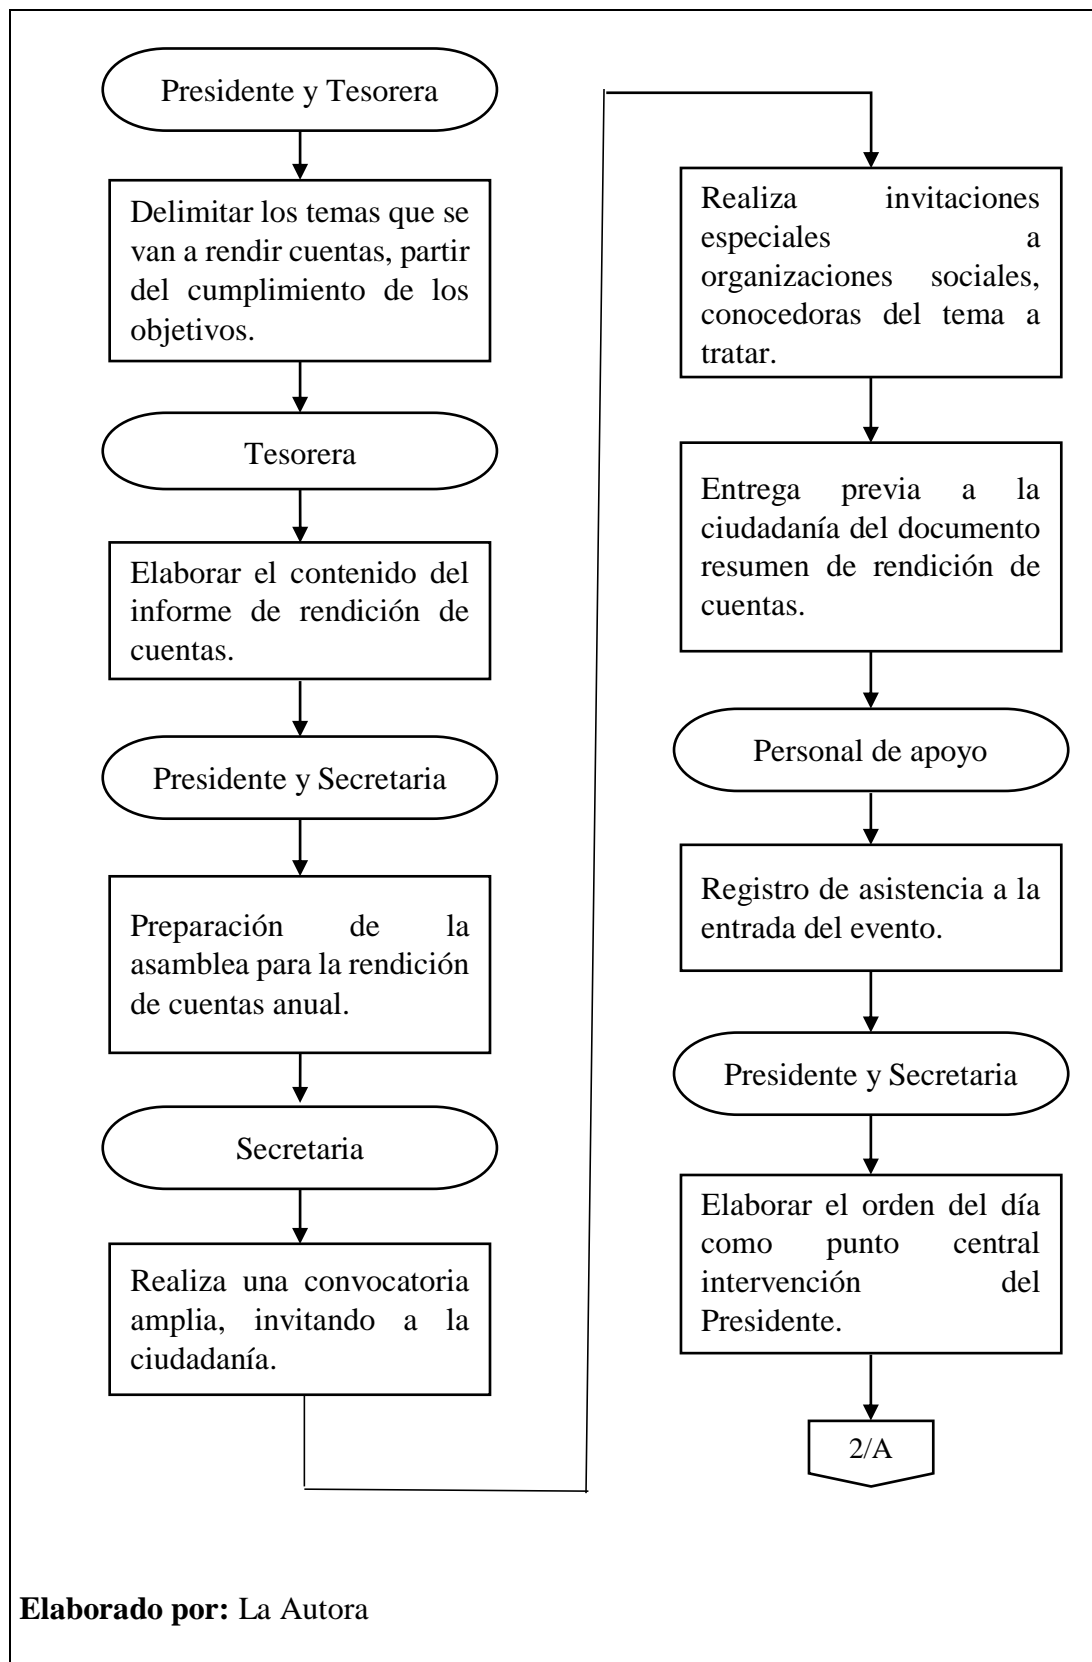 Presidente y Tesorera
Delimitar los temas que se
van a rendir cuentas, partir
del cumplimiento de los
objetivos.
Tesorera
Elaborar el contenido del
informe de rendición de
cuentas.
Presidente y Secretaria
Preparación de la
asamblea para la rendición
de cuentas anual.
Secretaria
Realiza una convocatoria
amplia, invitando a la
ciudadanía.
Realiza invitaciones
especiales a
organizaciones sociales,
conocedoras del tema a
tratar.
Entrega previa a la
ciudadanía del documento
resumen de rendición de
cuentas.
Personal de apoyo
Registro de asistencia a la
entrada del evento.
Presidente y Secretaria
Elaborar el orden del día
como punto central
intervención del
Presidente.
2/A
Elaborado por: La Autora